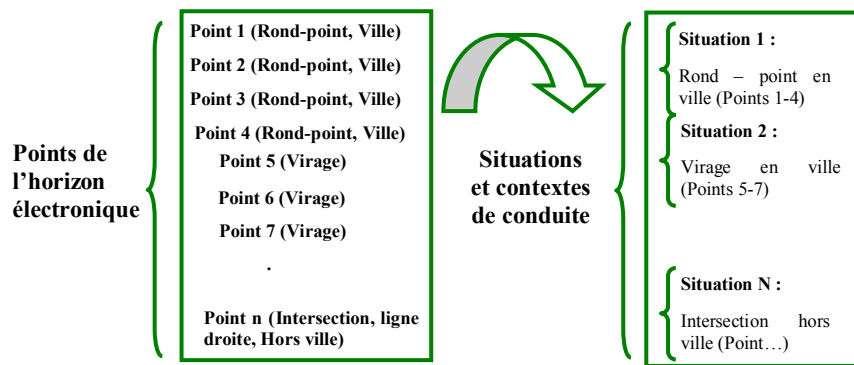 Points de
l'horizon
électronique
Point 1 (Rond-point, Ville)
Point 2 (Rond-point, Ville)
Point 3 (Rond-point, Ville)
Point 4 (Rond-point, Ville)
Point 5 (Virage)
Point 6 (Virage)
Point 7 (Virage)
.
Point n (Intersection, ligne
droite, Hors ville)
Situations
et contextes
de conduite
Situation 1 :
Rond – point en
ville (Points 1-4)
Situation 2 :
Virage en ville
(Points 5-7)
Situation N :
Intersection hors
ville (Point…)